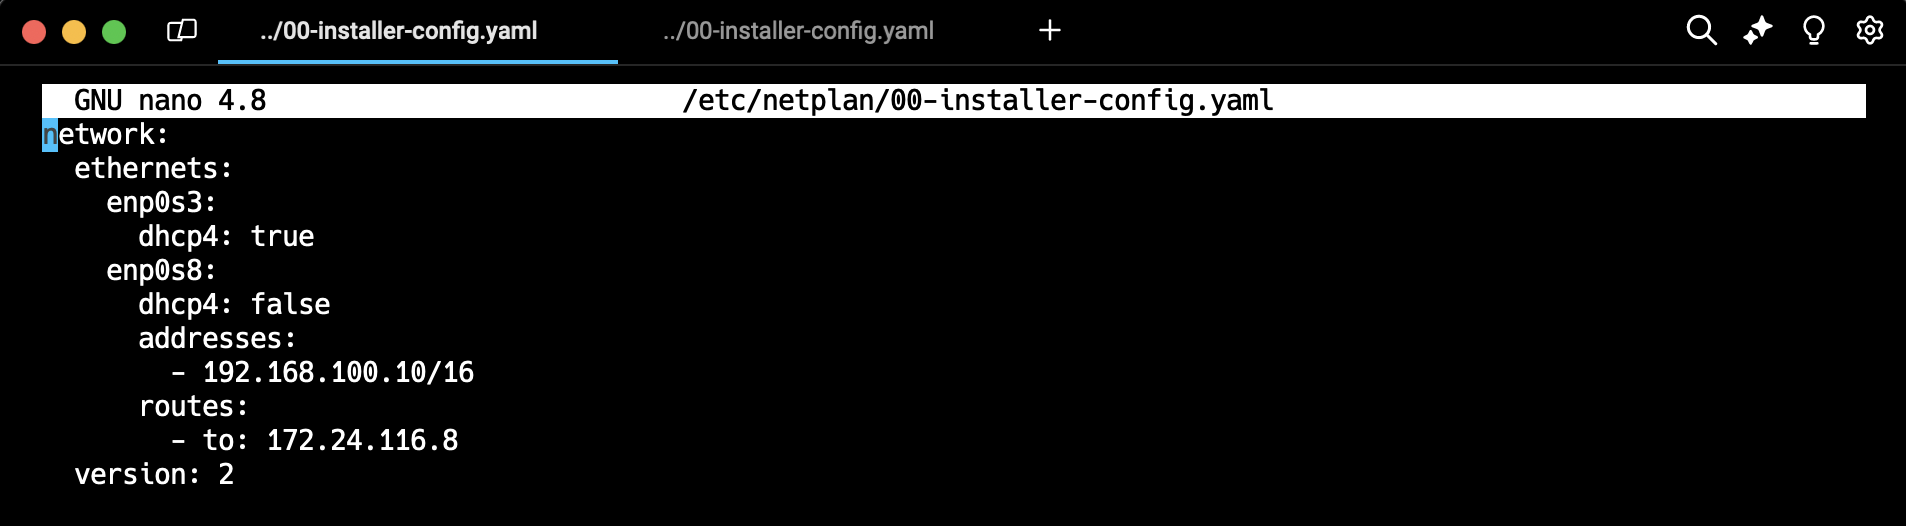 ../00-installer-config.yaml ../00-installer-config.yaml +
GNU nano 4.8 /etc/netplan/00-installer-config.yaml
network:
  ethernets:
    enp0s3:
      dhcp4: true
    enp0s8:
      dhcp4: false
      addresses:
        - 192.168.100.10/16
      routes:
        - to: 172.24.116.8
  version: 2